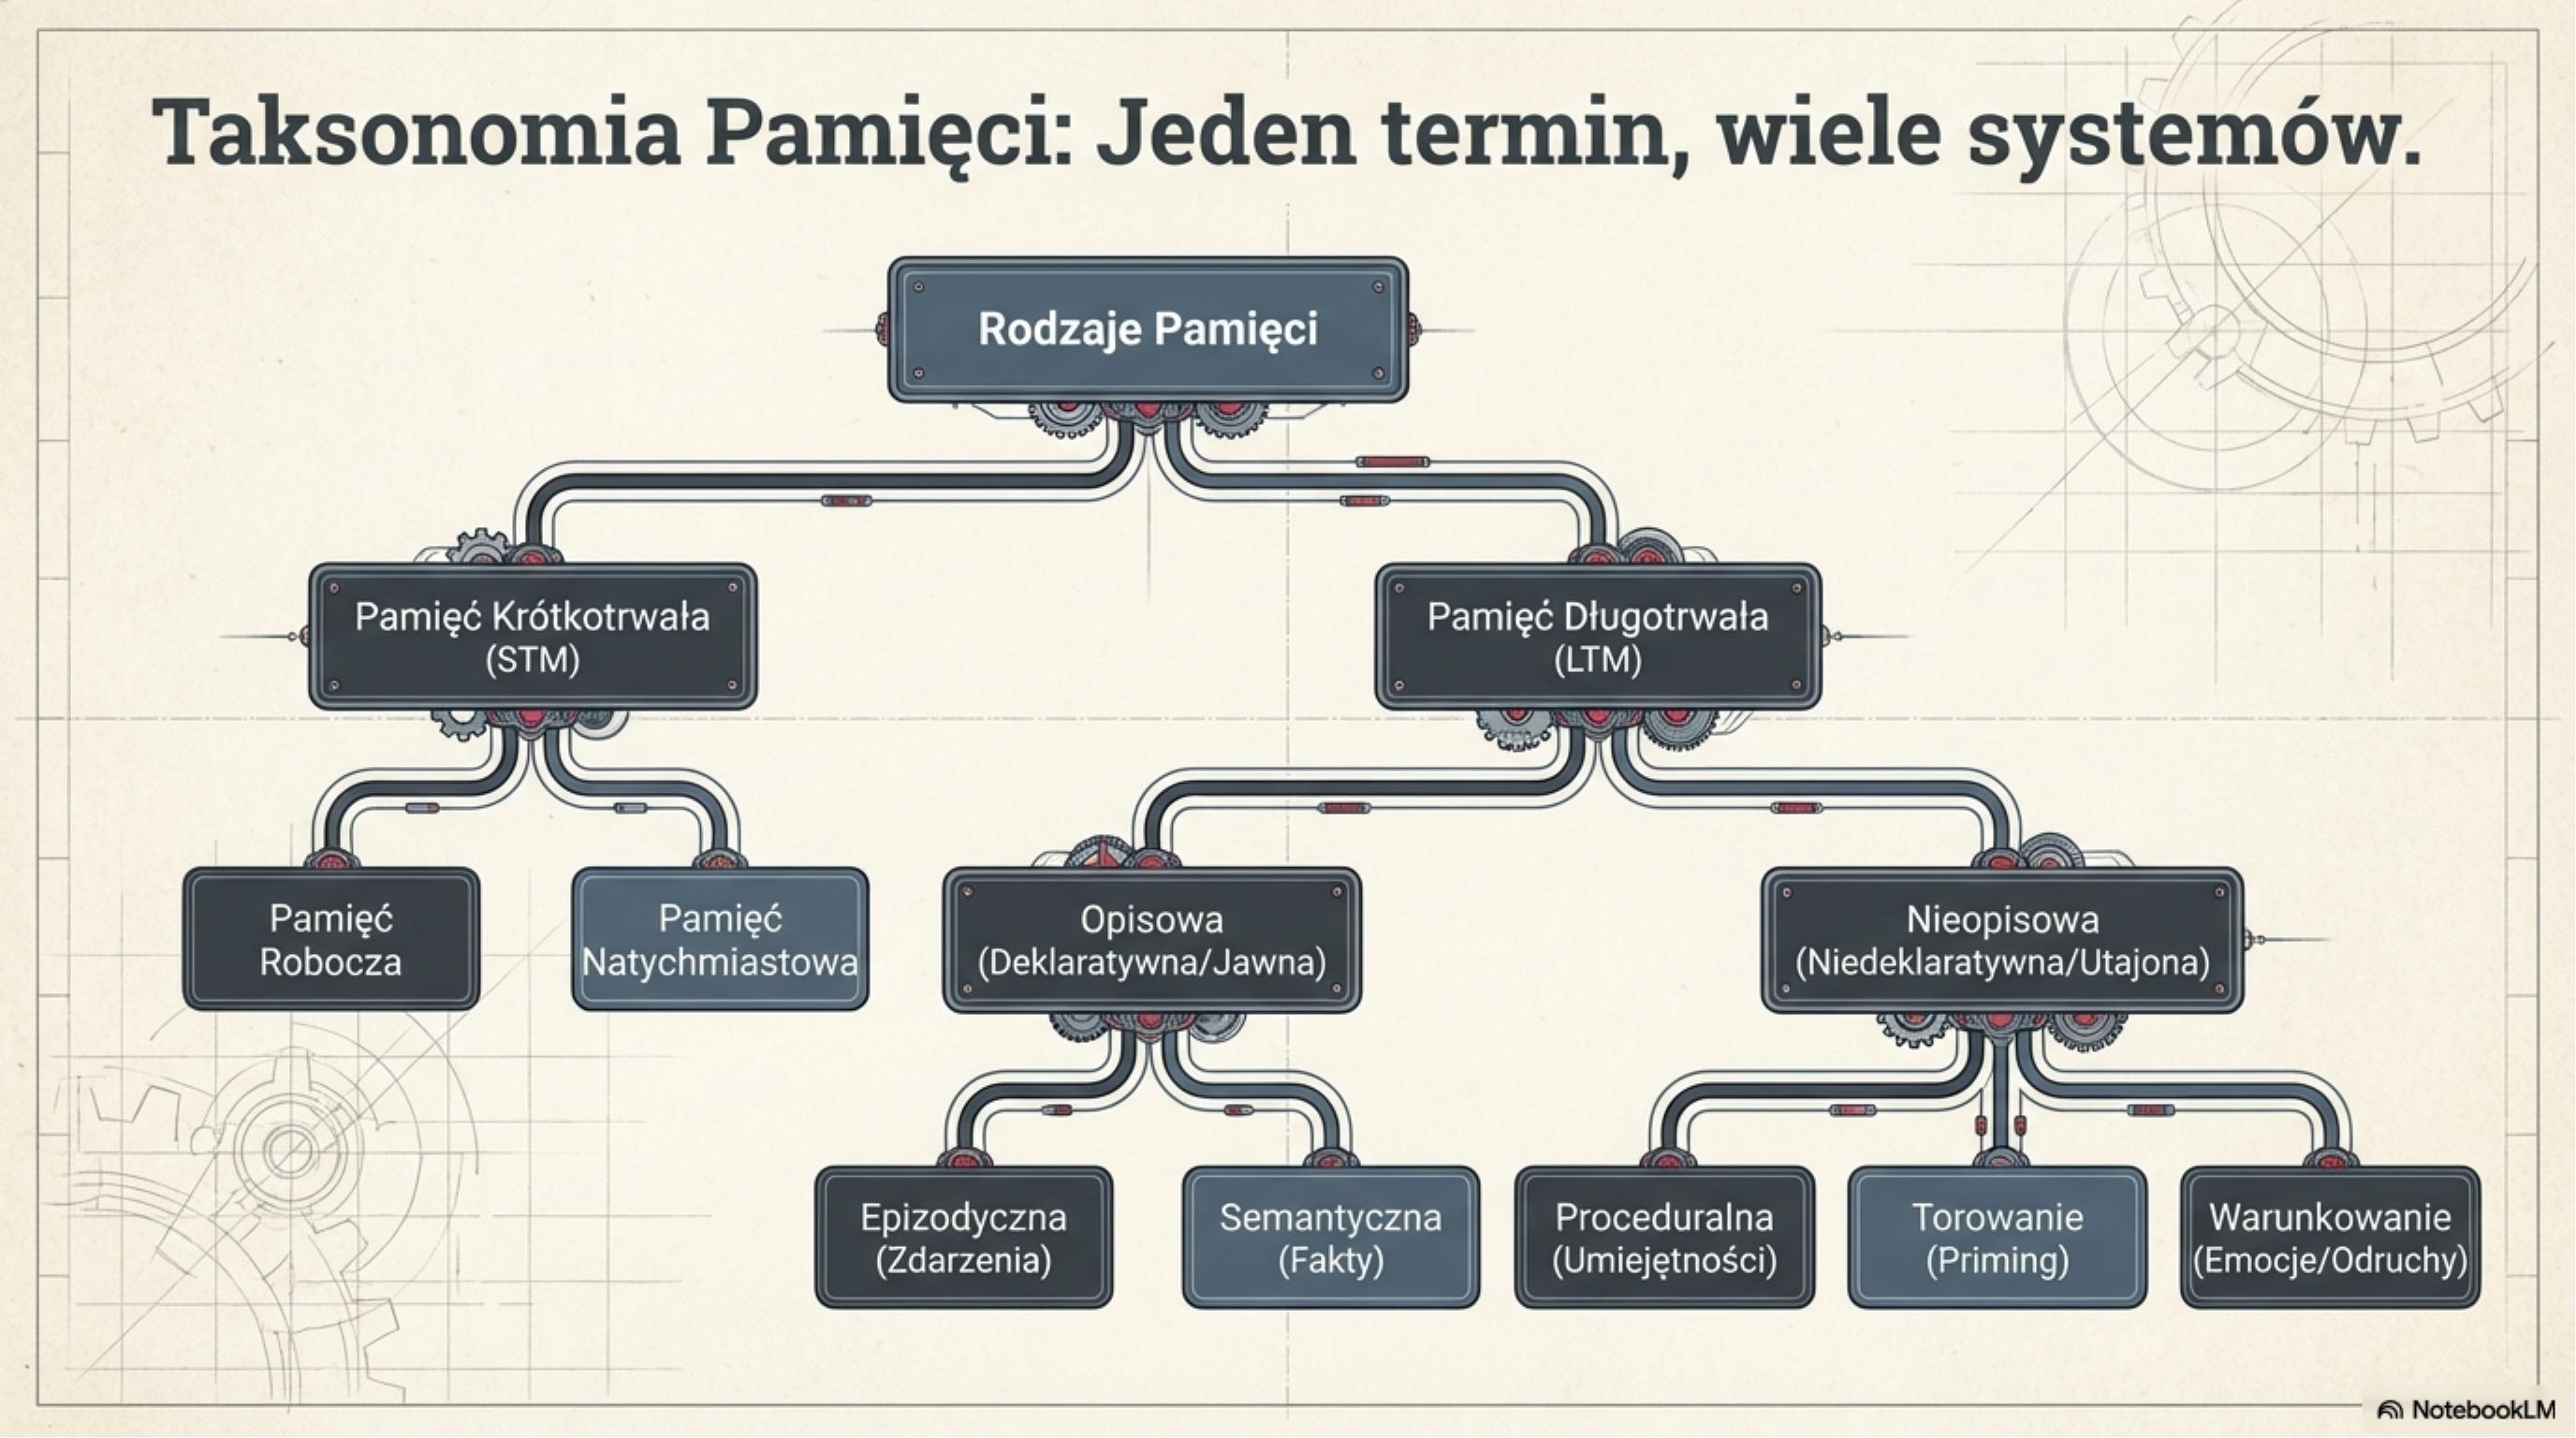 Taksonomia Pamięci: Jeden termin, wiele systemów.
Rodzaje Pamięci
Pamięć Krótkotrwała
(STM)
Pamięć Długotrwała
(LTM)
Pamięć
Robocza
Pamięć
Natychmiastowa
Opisowa
(Deklaratywna/Jawna)
Nieopisowa
(Niedeklaratywna/Utajona)
Epizodyczna
(Zdarzenia)
Semantyczna
(Fakty)
Proceduralna
(Umiejętności)
Torowanie
(Priming)
Warunkowanie
(Emocje/Odruchy)
NotebookLM